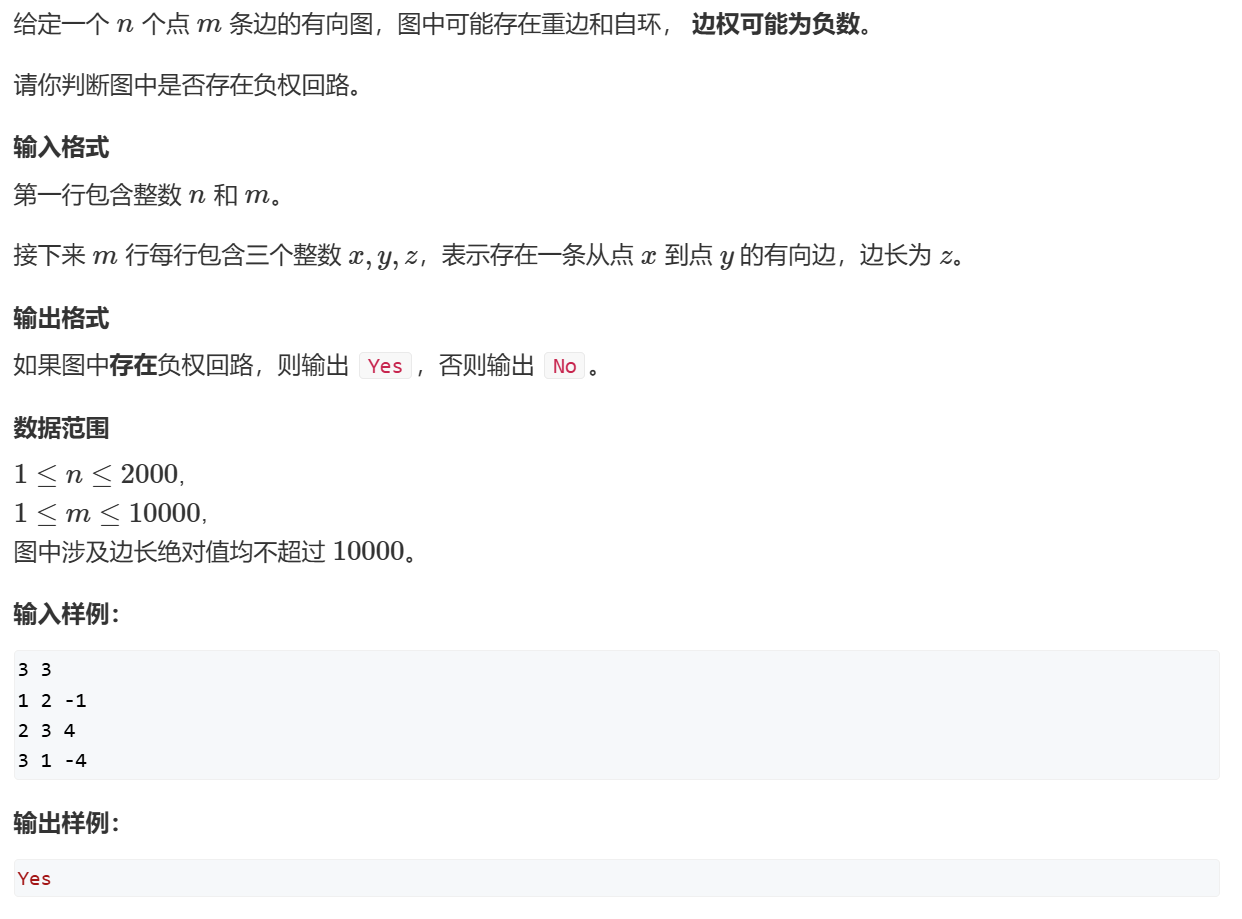 给定一个 n 个点 m 条边的有向图，图中可能存在重边和自环， 边权可能为负数。
请你判断图中是否存在负权回路。
输入格式
第一行包含整数 n 和 m。
接下来 m 行每行包含三个整数 x, y, z，表示存在一条从点 x 到点 y 的有向边，边长为 z。
输出格式
如果图中存在负权回路，则输出 Yes，否则输出 No。
数据范围
1 ≤ n ≤ 2000,
1 ≤ m ≤ 10000,
图中涉及边长绝对值均不超过 10000。
输入样例：
3 3
1 2 -1
2 3 4
3 1 -4
输出样例：
Yes